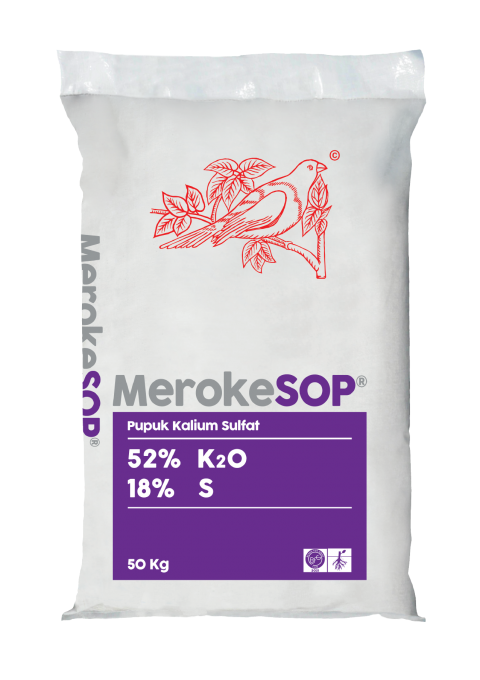 ©
MerokeSOP®
MerokeSOP®
Pupuk Kalium Sulfat
52% K2O
18% S
50 Kg